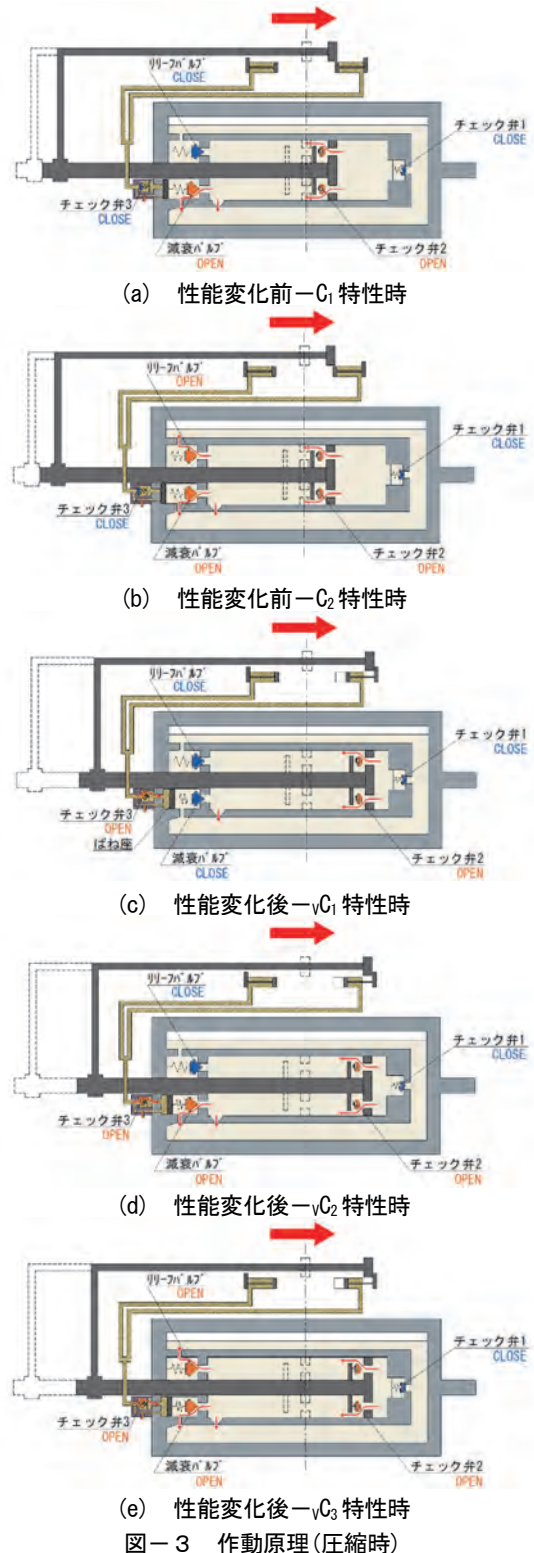 リリーフバルブ
CLOSE
チェック弁1
CLOSE
チェック弁3
CLOSE
減衰バルブ
OPEN
チェック弁2
OPEN
(a) 性能変化前－C₁特性時
リリーフバルブ
OPEN
チェック弁1
CLOSE
チェック弁3
CLOSE
減衰バルブ
OPEN
チェック弁2
OPEN
(b) 性能変化前－C₂特性時
リリーフバルブ
CLOSE
チェック弁1
CLOSE
チェック弁3
OPEN
ばね座
減衰バルブ
CLOSE
チェック弁2
OPEN
(c) 性能変化後－ᵥC₁特性時
リリーフバルブ
CLOSE
チェック弁1
CLOSE
チェック弁3
OPEN
減衰バルブ
OPEN
チェック弁2
OPEN
(d) 性能変化後－ᵥC₂特性時
リリーフバルブ
OPEN
チェック弁1
CLOSE
チェック弁3
OPEN
減衰バルブ
OPEN
チェック弁2
OPEN
(e) 性能変化後－ᵥC₃特性時
図－3 作動原理(圧縮時)